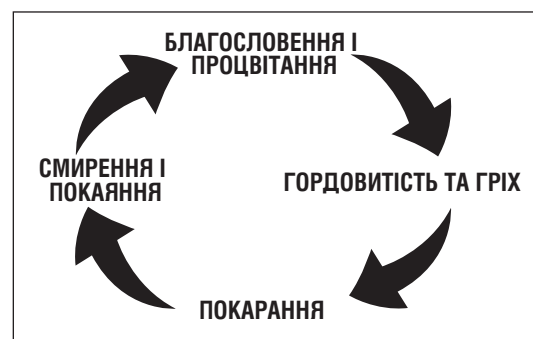 БЛАГОСЛОВЕННЯ І
ПРОЦВІТАННЯ
СМИРЕННЯ І
ПОКАЯННЯ
ГОРДОВИТІСТЬ ТА ГРІХ
ПОКАРАННЯ